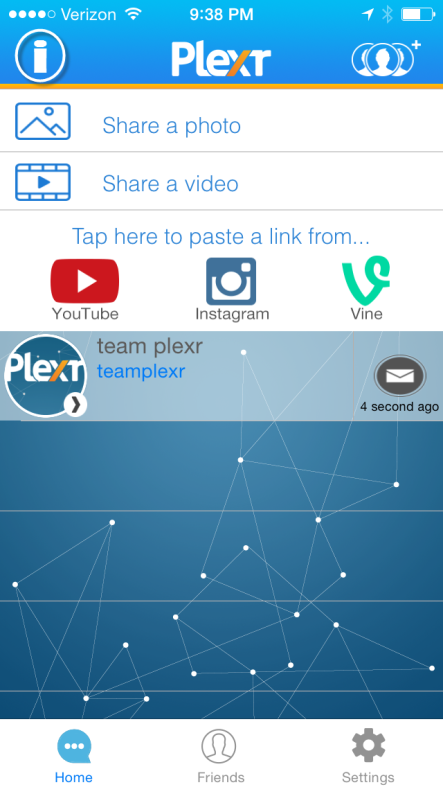 Verizon 9:38 PM
Plexr
Share a photo
Share a video
Tap here to paste a link from...
YouTube Instagram Vine
Plexr
team plexr
teamplexr
4 second ago
Home Friends Settings